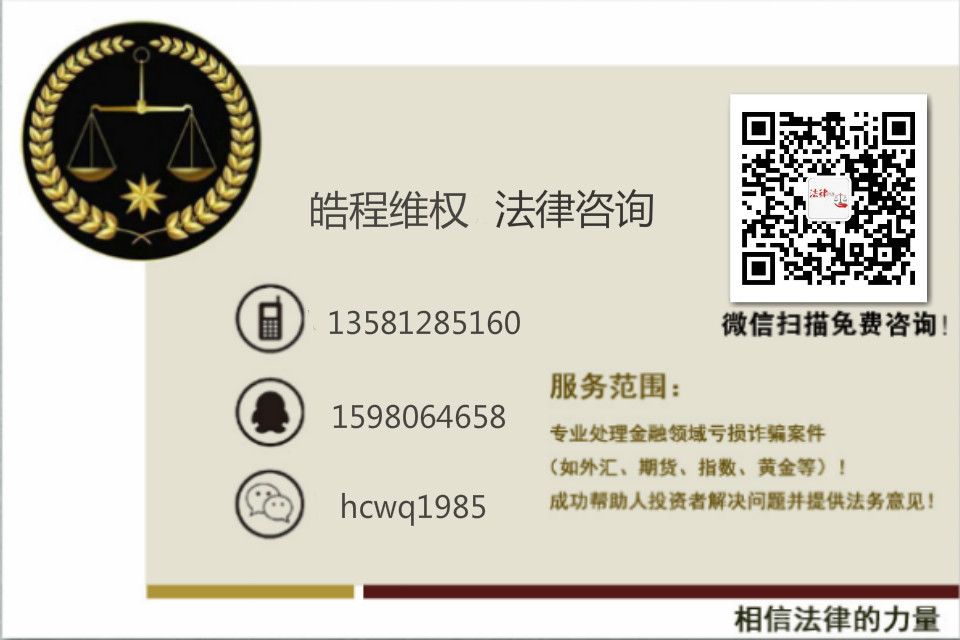 皓程维权 法律咨询
13581285160
1598064658
hcwq1985
法律
微信扫描免费咨询!
服务范围:
专业处理金融领域亏损诈骗案件
(如外汇、期货、指数、黄金等)!
成功帮助人投资者解决问题并提供法务意见!
相信法律的力量